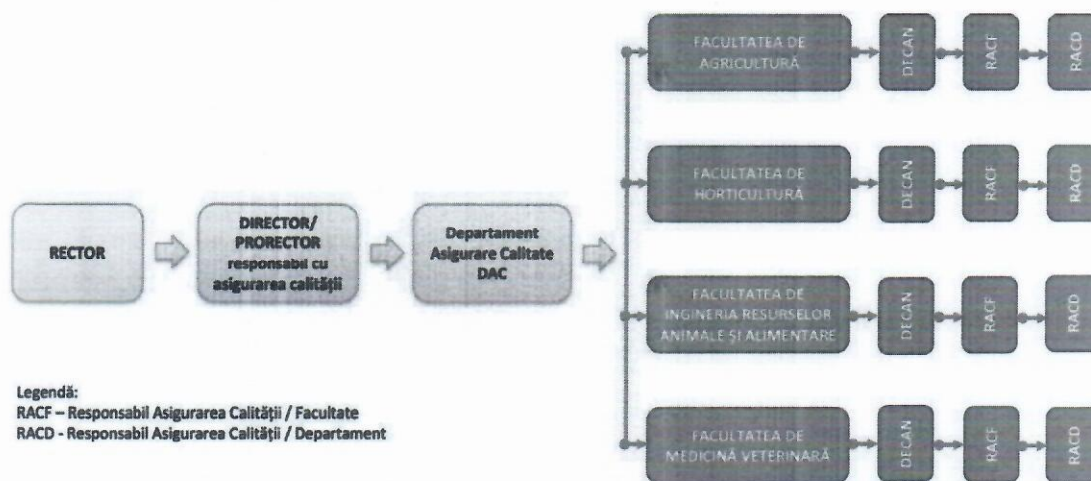 RECTOR
DIRECTOR/
PRORECTOR
responsabil cu
asigurarea calității
Departament
Asigurare Calitate
DAC
FACULTATEA DE
AGRICULTURĂ
DECAN
RACF
RACD
FACULTATEA DE
HORTICULTURĂ
DECAN
RACF
RACD
FACULTATEA DE
INGINERIA RESURSELOR
ANIMALE ȘI ALIMENTARE
DECAN
RACF
RACD
FACULTATEA DE
MEDICINĂ VETERINARĂ
DECAN
RACF
RACD
Legendă:
RACF – Responsabil Asigurarea Calității / Facultate
RACD - Responsabil Asigurarea Calității / Departament